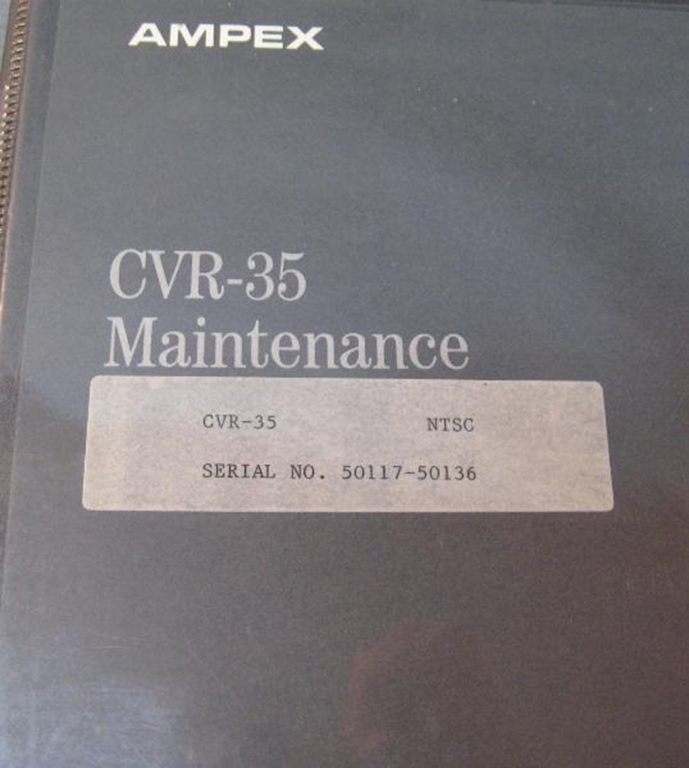 AMPEX
CVR-35
Maintenance
CVR-35 NTSC
SERIAL NO. 50117-50136